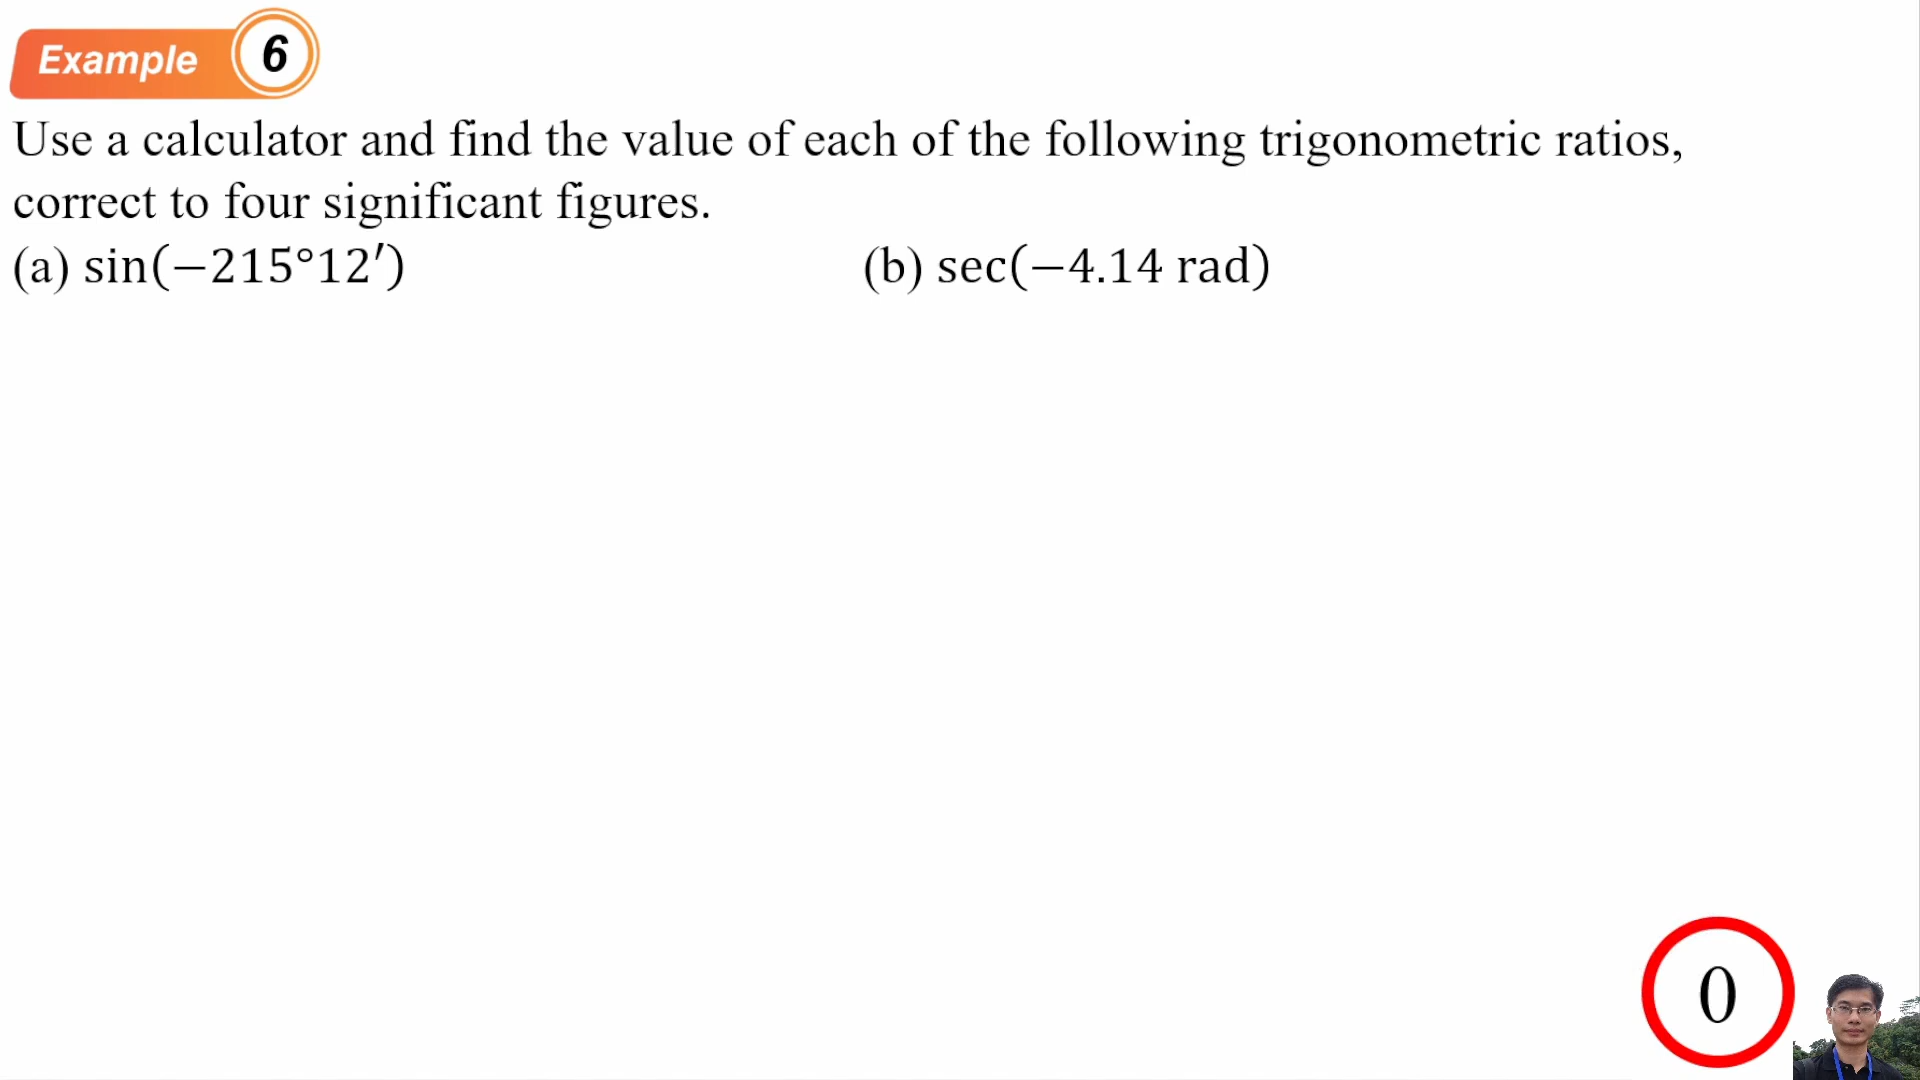 Example 6
Use a calculator and find the value of each of the following trigonometric ratios,
correct to four significant figures.
(a) sin(−215°12′) (b) sec(−4.14 rad)
0